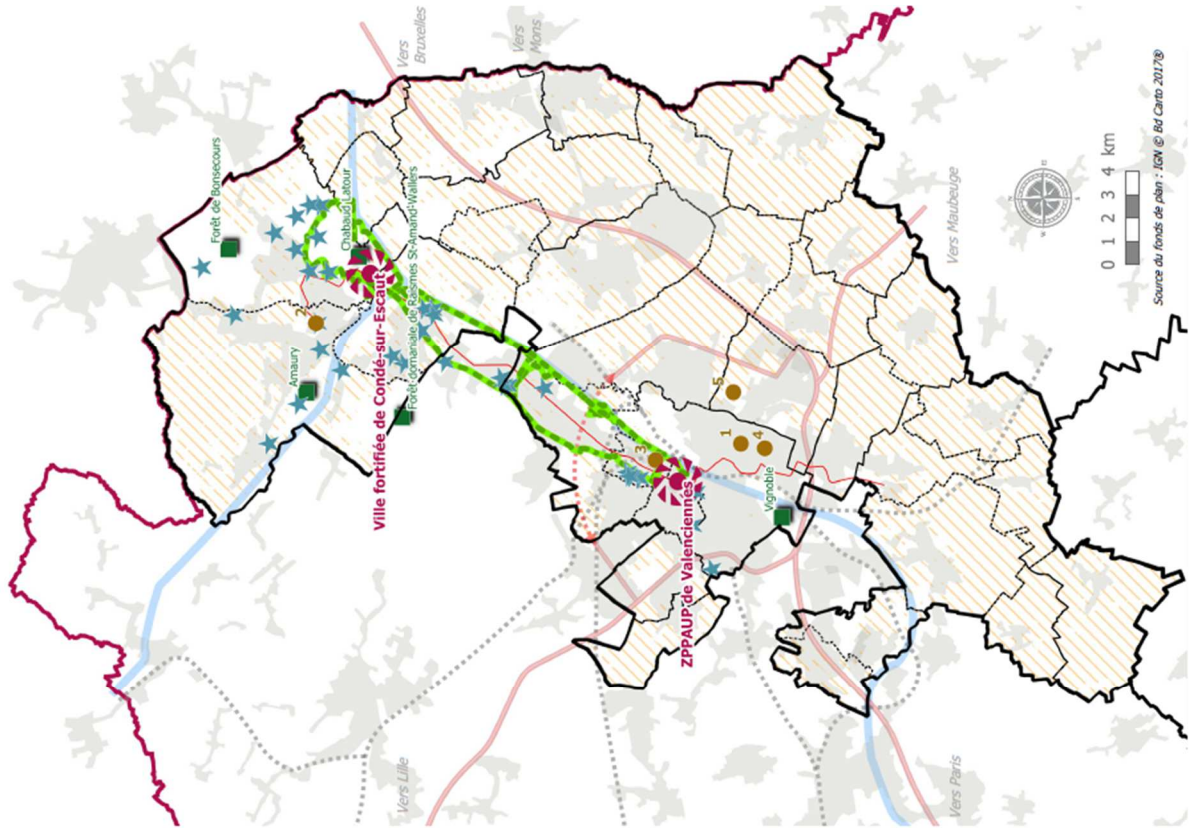 Vers
Bruxelles
Vers
Mons
Forêt de Bonsecours
Chabaud Latour
Amaury
2
Ville fortifiée de Condé-sur-Escaut
Forêt domaniale de Raismes St-Amand-Wallers
3
1
4
5
ZPPAUP de Valenciennes
Vignoble
Vers Lille
Vers Paris
Vers Maubeuge
0 1 2 3 4 km
Source du fonds de plan : IGN © Bd Carto 2017®